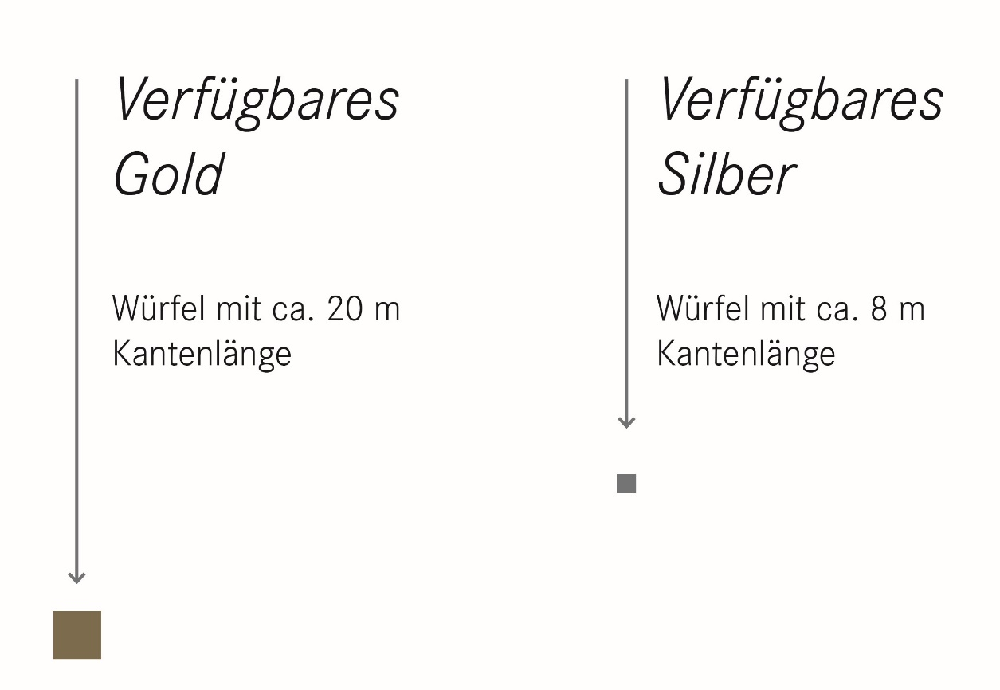 Verfügbares
Gold
Würfel mit ca. 20 m
Kantenlänge
Verfügbares
Silber
Würfel mit ca. 8 m
Kantenlänge